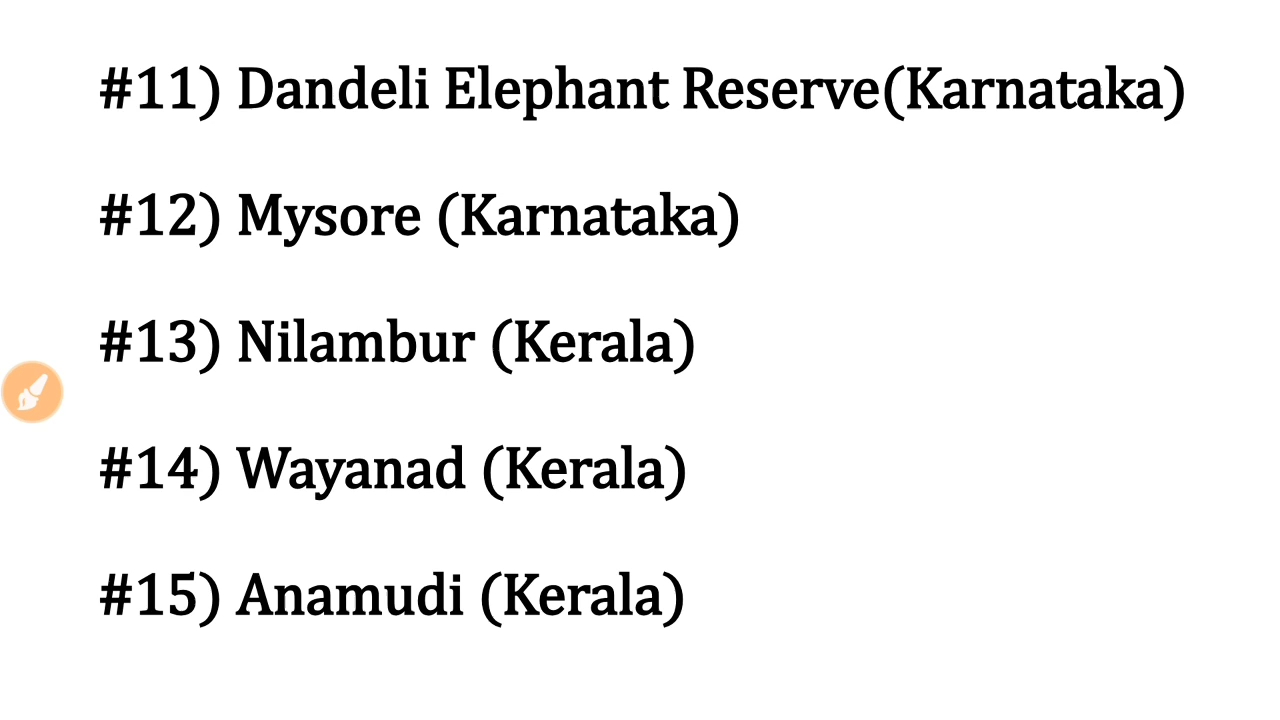 #11) Dandeli Elephant Reserve(Karnataka)
#12) Mysore (Karnataka)
#13) Nilambur (Kerala)
#14) Wayanad (Kerala)
#15) Anamudi (Kerala)